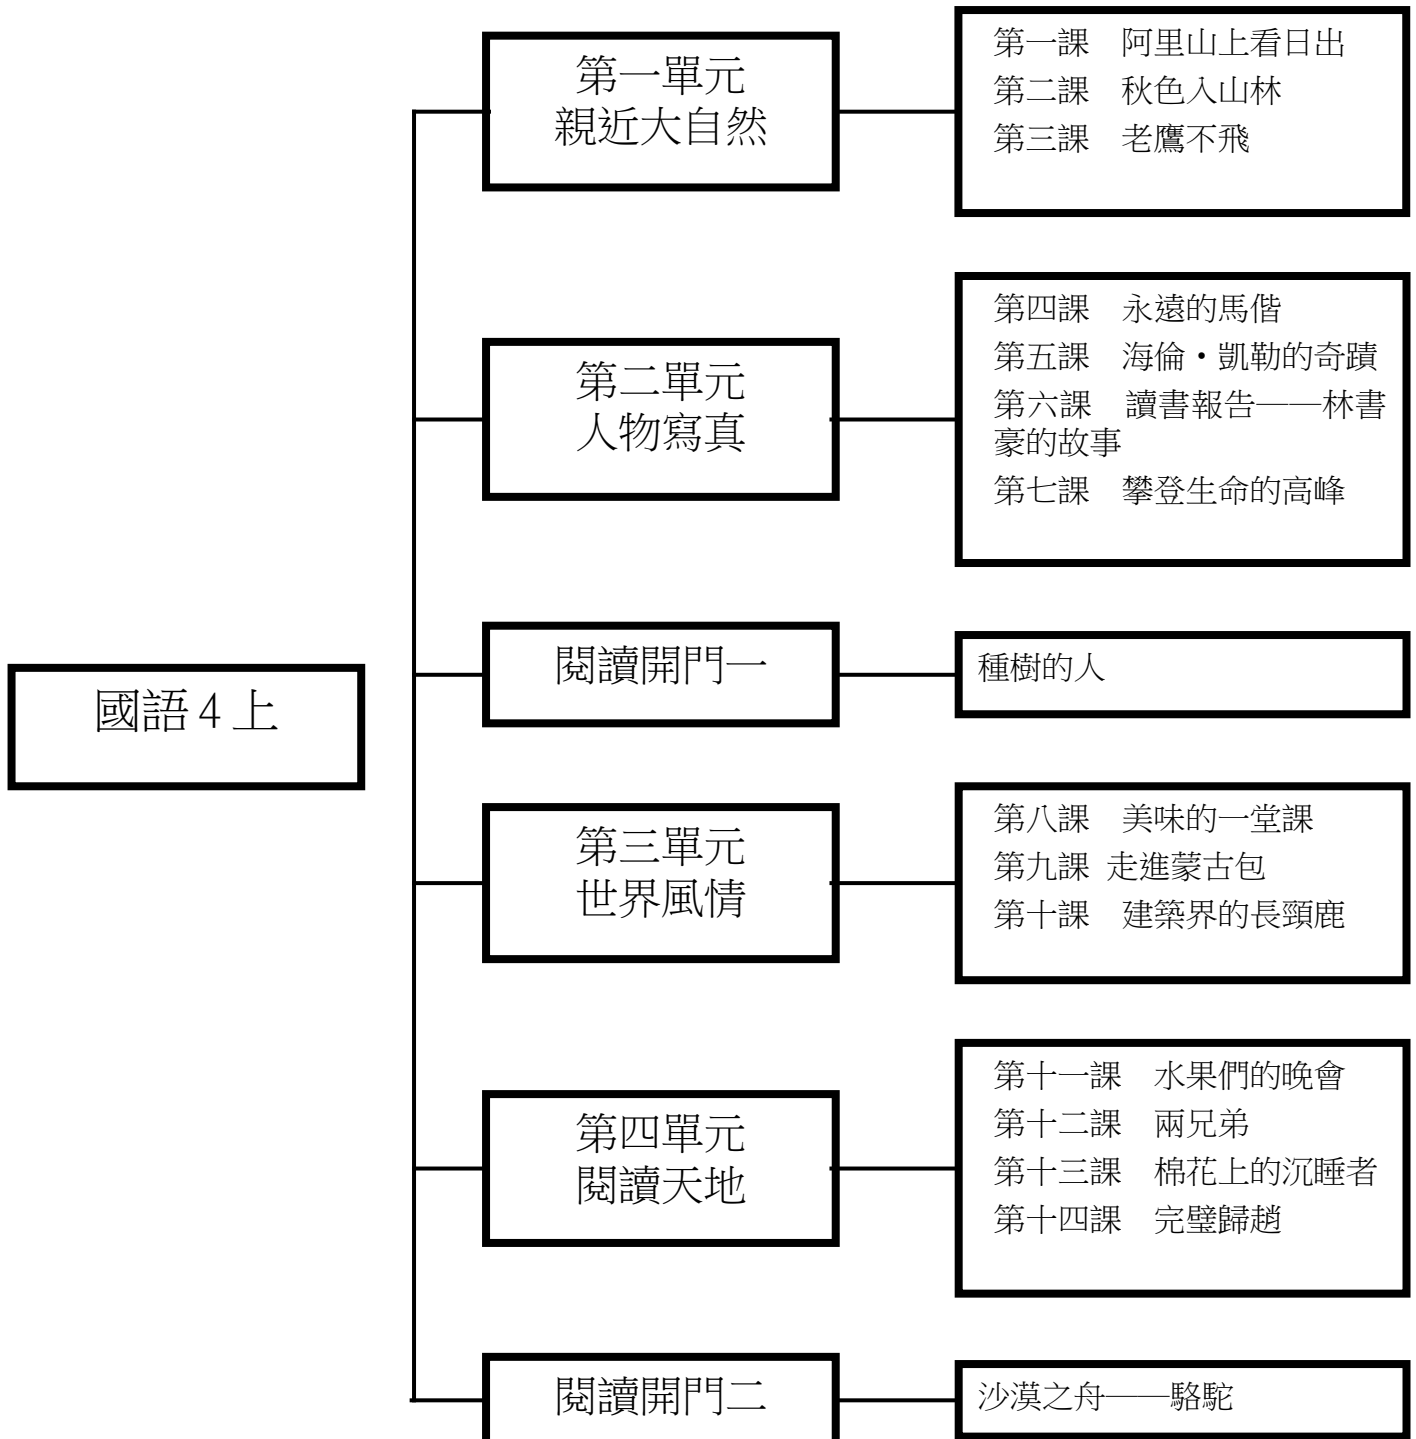 國語4上
第一單元
親近大自然
第一課　阿里山上看日出
第二課　秋色入山林
第三課　老鷹不飛
第二單元
人物寫真
第四課　永遠的馬偕
第五課　海倫•凱勒的奇蹟
第六課　讀書報告──林書
豪的故事
第七課　攀登生命的高峰
閱讀開門一
種樹的人
第三單元
世界風情
第八課　美味的一堂課
第九課 走進蒙古包
第十課　建築界的長頸鹿
第四單元
閱讀天地
第十一課　水果們的晚會
第十二課　兩兄弟
第十三課　棉花上的沉睡者
第十四課　完璧歸趙
閱讀開門二
沙漠之舟──駱駝